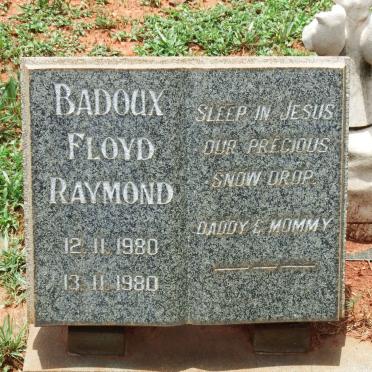 BADOUX
FLOYD
RAYMOND
12.11.1980
13.11.1980
SLEEP IN JESUS
OUR PRECIOUS
SNOW DROP.
DADDY & MOMMY